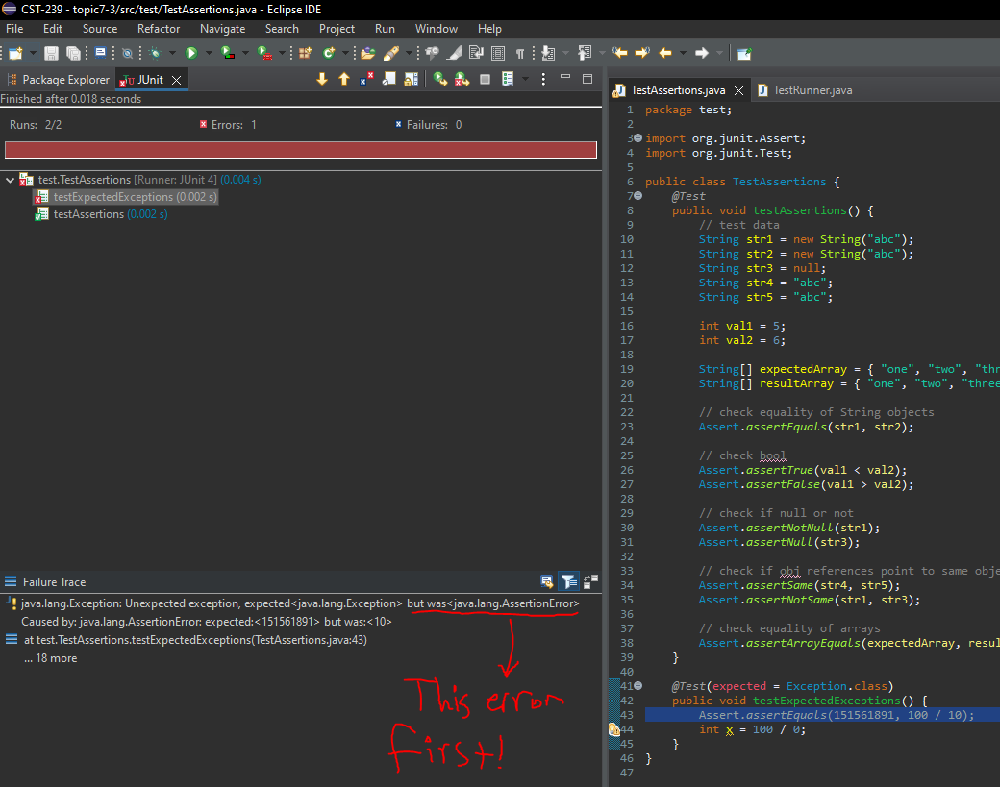 CST-239 - topic7-3/src/test/TestAssertions.java - Eclipse IDE
File Edit Source Refactor Navigate Search Project Run Window Help
Package Explorer JUnit
Finished after 0.018 seconds
Runs: 2/2 Errors: 1 Failures: 0
test.TestAssertions [Runner: JUnit 4] (0.004 s)
testExpectedExceptions (0.002 s)
testAssertions (0.002 s)
Failure Trace
java.lang.Exception: Unexpected exception, expected<java.lang.Exception> but was<java.lang.AssertionError>
Caused by: java.lang.AssertionError: expected:<151561891> but was:<10>
at test.TestAssertions.testExpectedExceptions(TestAssertions.java:43)
... 18 more
This error
first!
TestAssertions.java TestRunner.java
1 package test;
2
3 import org.junit.Assert;
4 import org.junit.Test;
5
6 public class TestAssertions {
7 @Test
8 public void testAssertions() {
9 // test data
10 String str1 = new String("abc");
11 String str2 = new String("abc");
12 String str3 = null;
13 String str4 = "abc";
14 String str5 = "abc";
15
16 int val1 = 5;
17 int val2 = 6;
18
19 String[] expectedArray = { "one", "two", "thr
20 String[] resultArray = { "one", "two", "three
21
22 // check equality of String objects
23 Assert.assertEquals(str1, str2);
24
25 // check bool
26 Assert.assertTrue(val1 < val2);
27 Assert.assertFalse(val1 > val2);
28
29 // check if null or not
30 Assert.assertNotNull(str1);
31 Assert.assertNull(str3);
32
33 // check if obj references point to same obje
34 Assert.assertSame(str4, str5);
35 Assert.assertNotSame(str1, str3);
36
37 // check equality of arrays
38 Assert.assertArrayEquals(expectedArray, resul
39 }
40
41 @Test(expected = Exception.class)
42 public void testExpectedExceptions() {
43 Assert.assertEquals(151561891, 100 / 10);
44 int x = 100 / 0;
45 }
46 }
47